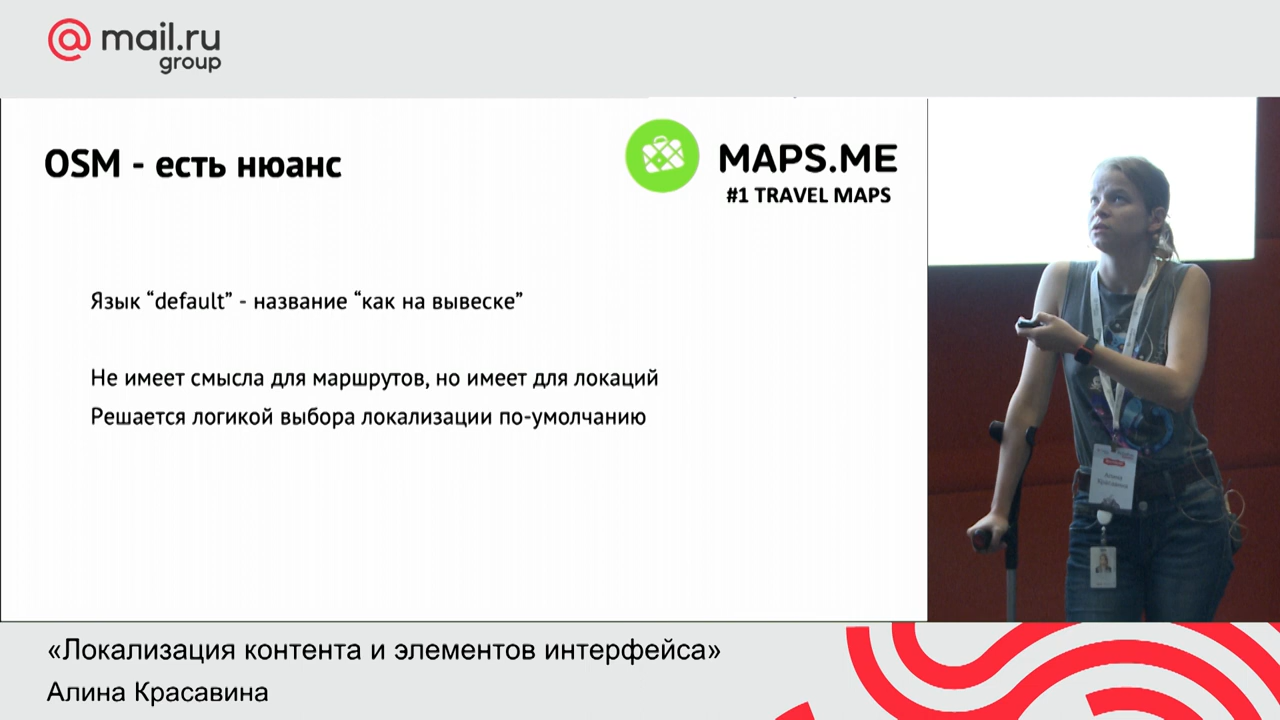 @mail.ru
group
OSM - есть нюанс
MAPS.ME
#1 TRAVEL MAPS
Язык “default” - название “как на вывеске”
Не имеет смысла для маршрутов, но имеет для локаций
Решается логикой выбора локализации по-умолчанию
Алина
Красавина
«Локализация контента и элементов интерфейса»
Алина Красавина